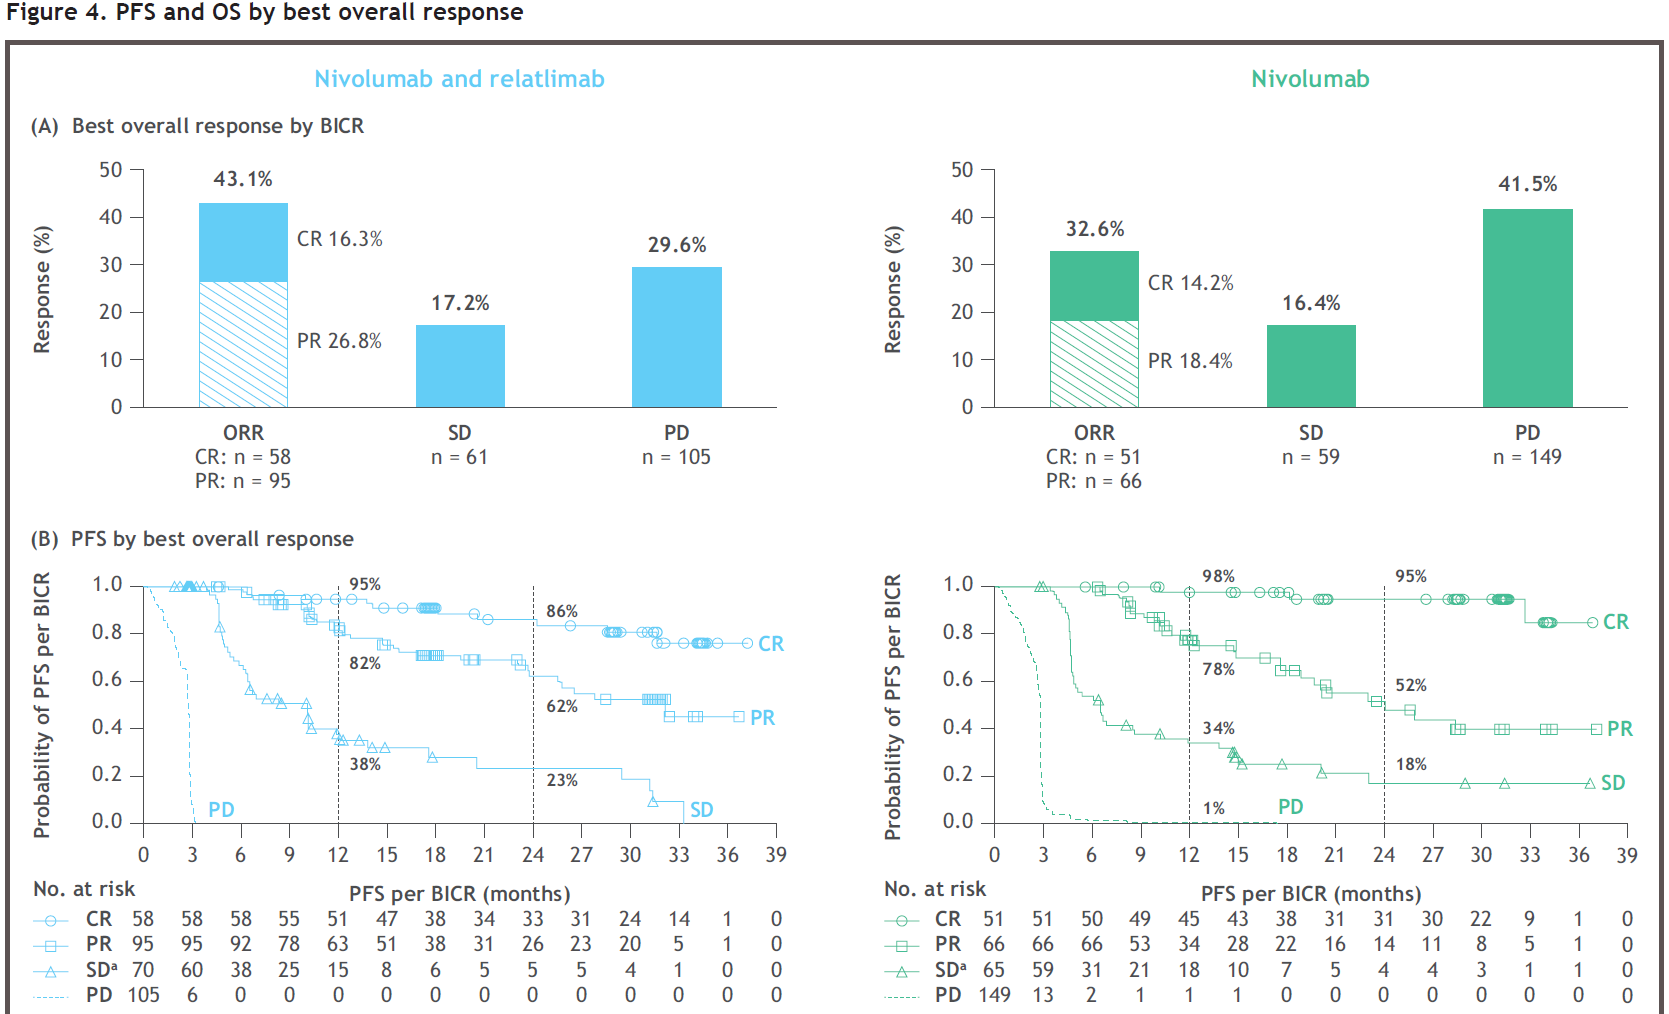 Figure 4. PFS and OS by best overall response
Nivolumab and relatlimab
Nivolumab
(A) Best overall response by BICR
Response (%)
50
40
30
20
10
0
43.1%
CR 16.3%
PR 26.8%
17.2%
29.6%
ORR SD PD
CR: n = 58 n = 61 n = 105
PR: n = 95
Response (%)
50
40
30
20
10
0
32.6%
CR 14.2%
PR 18.4%
16.4%
41.5%
ORR SD PD
CR: n = 51 n = 59 n = 149
PR: n = 66
(B) PFS by best overall response
Probability of PFS per BICR
1.0
0.8
0.6
0.4
0.2
0.0
95%
86%
CR
82%
62%
PR
38%
23%
SD
PD
0 3 6 9 12 15 18 21 24 27 30 33 36 39
PFS per BICR (months)
No. at risk
CR 58 58 58 55 51 47 38 34 33 31 24 14 1 0
PR 95 95 92 78 63 51 38 31 26 23 20 5 1 0
SDᵃ 70 60 38 25 15 8 6 5 5 5 4 1 0 0
PD 105 6 0 0 0 0 0 0 0 0 0 0 0 0
Probability of PFS per BICR
1.0
0.8
0.6
0.4
0.2
0.0
98%
95%
CR
78%
52%
PR
34%
18%
SD
1%
PD
0 3 6 9 12 15 18 21 24 27 30 33 36 39
PFS per BICR (months)
No. at risk
CR 51 51 50 49 45 43 38 31 31 30 22 9 1 0
PR 66 66 66 53 34 28 22 16 14 11 8 5 1 0
SDᵃ 65 59 31 21 18 10 7 5 4 4 3 1 1 0
PD 149 13 2 1 1 1 0 0 0 0 0 0 0 0